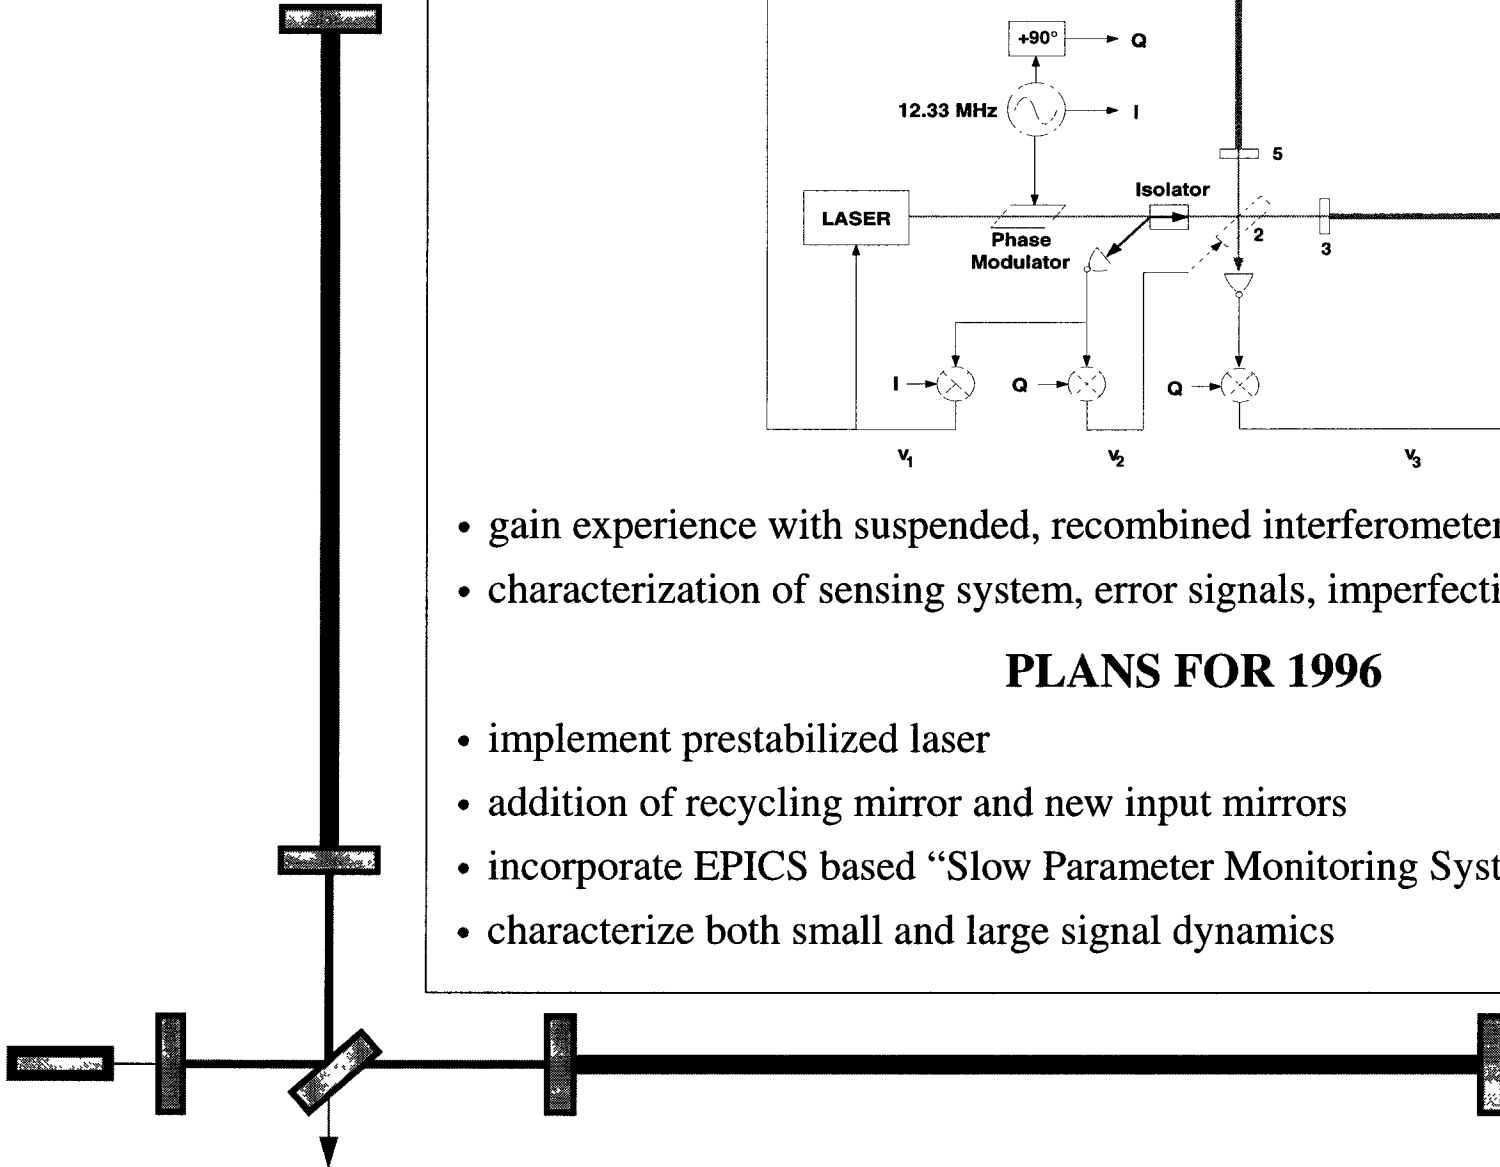 +90° Q
12.33 MHz I
5
Isolator
LASER
2
3
Phase
Modulator
I Q Q
v1 v2 v3
• gain experience with suspended, recombined interferometer
• characterization of sensing system, error signals,
PLANS FOR 1996
• implement prestabilized laser
• addition of recycling mirror and new input mirrors
• incorporate EPICS based “Slow Parameter Monitoring
• characterize both small and large signal dynamics